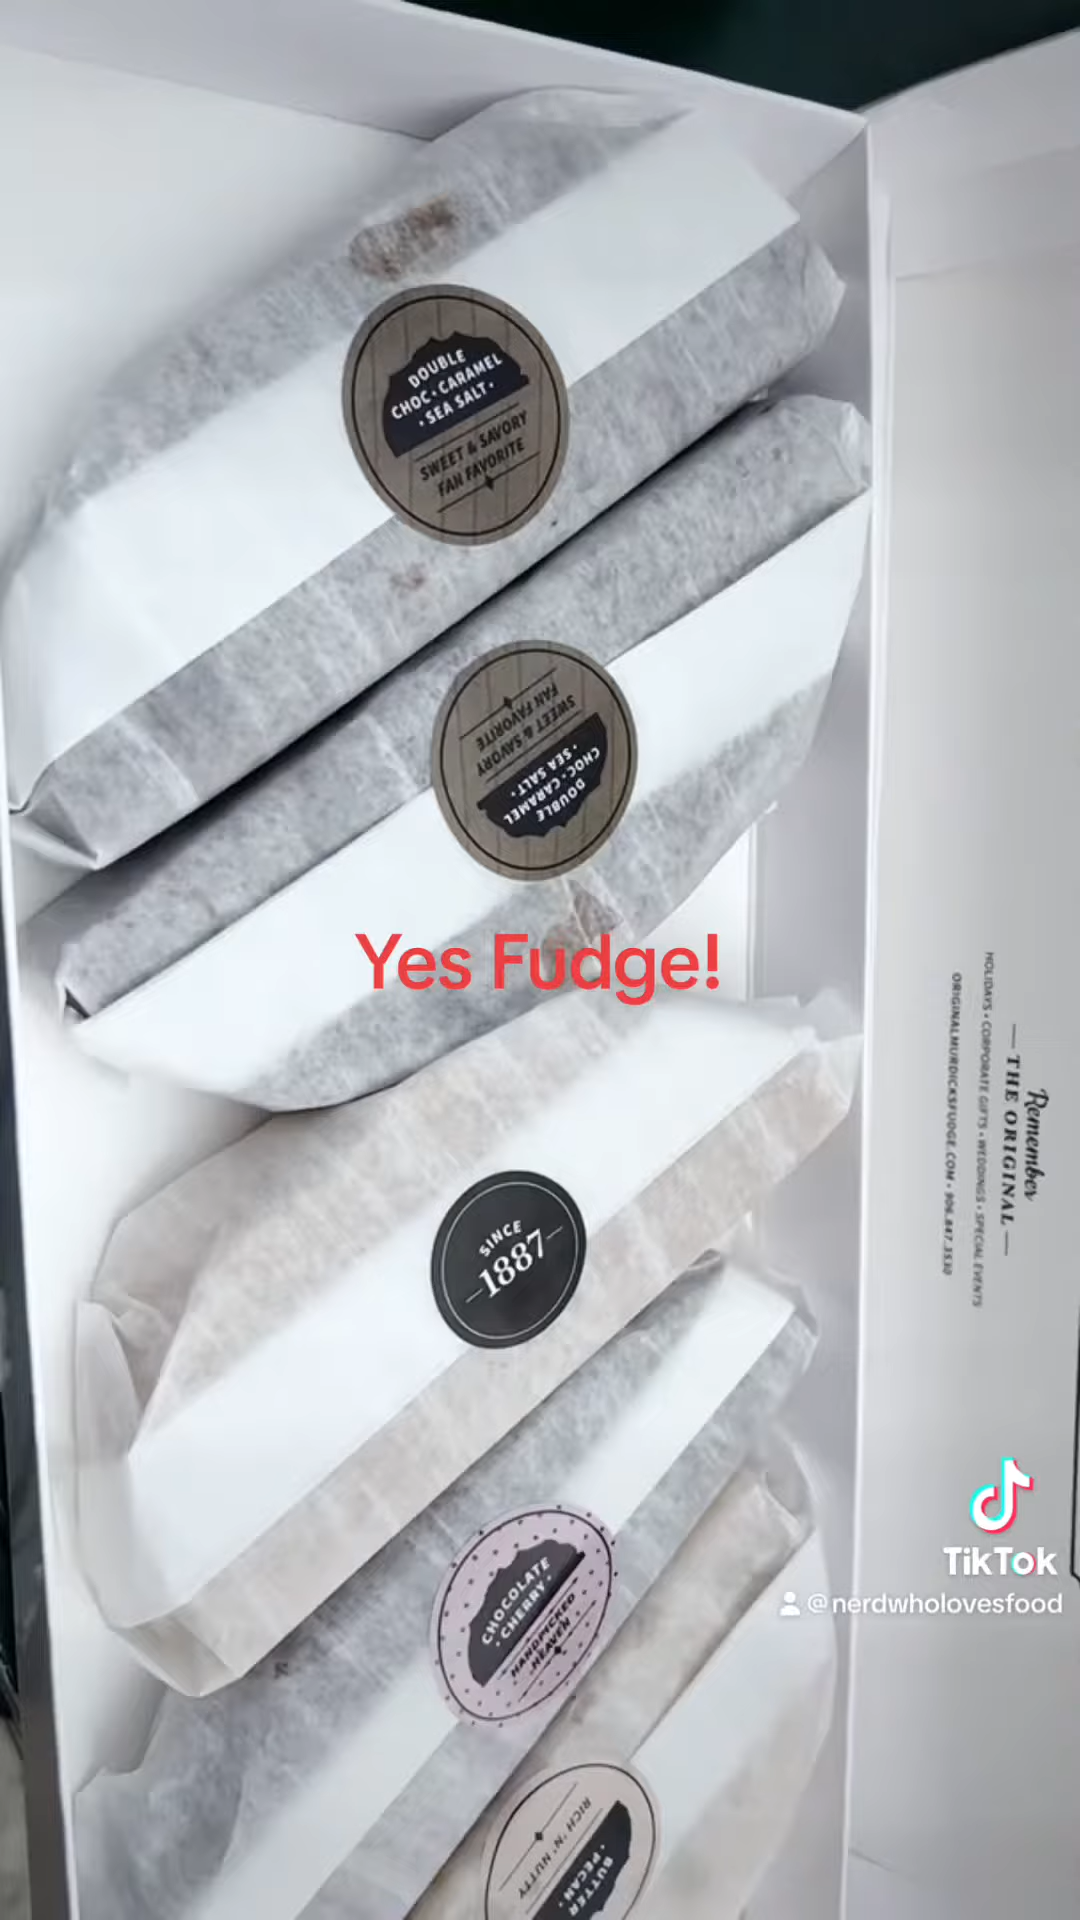 DOUBLE
CHOC • CARAMEL
• SEA SALT •
SWEET & SAVORY
FAN FAVORITE
DOUBLE
CHOC • CARAMEL
• SEA SALT •
SWEET & SAVORY
FAN FAVORITE
Yes Fudge!
Remember
— THE ORIGINAL —
HOLIDAYS • CORPORATE GIFTS • WEDDINGS • SPECIAL EVENTS
ORIGINALMURDICKSFUDGE.COM • 906.847.3530
SINCE
1887
CHOCOLATE
• CHERRY •
HANDPICKED
HEAVEN
BUTTER
• PECAN •
RICH 'N' NUTTY
TikTok
@nerdwholovesfood